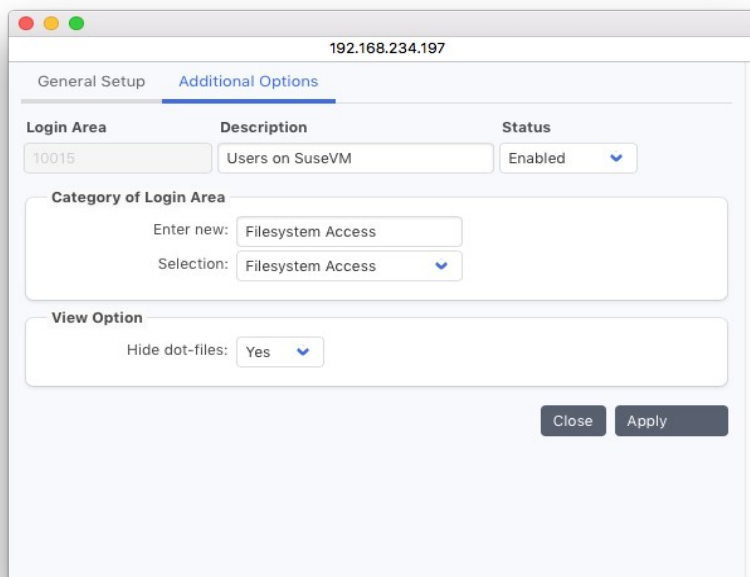 192.168.234.197
General Setup Additional Options
Login Area Description Status
10015 Users on SuseVM Enabled
Category of Login Area
Enter new: Filesystem Access
Selection: Filesystem Access
View Option
Hide dot-files: Yes
Close Apply